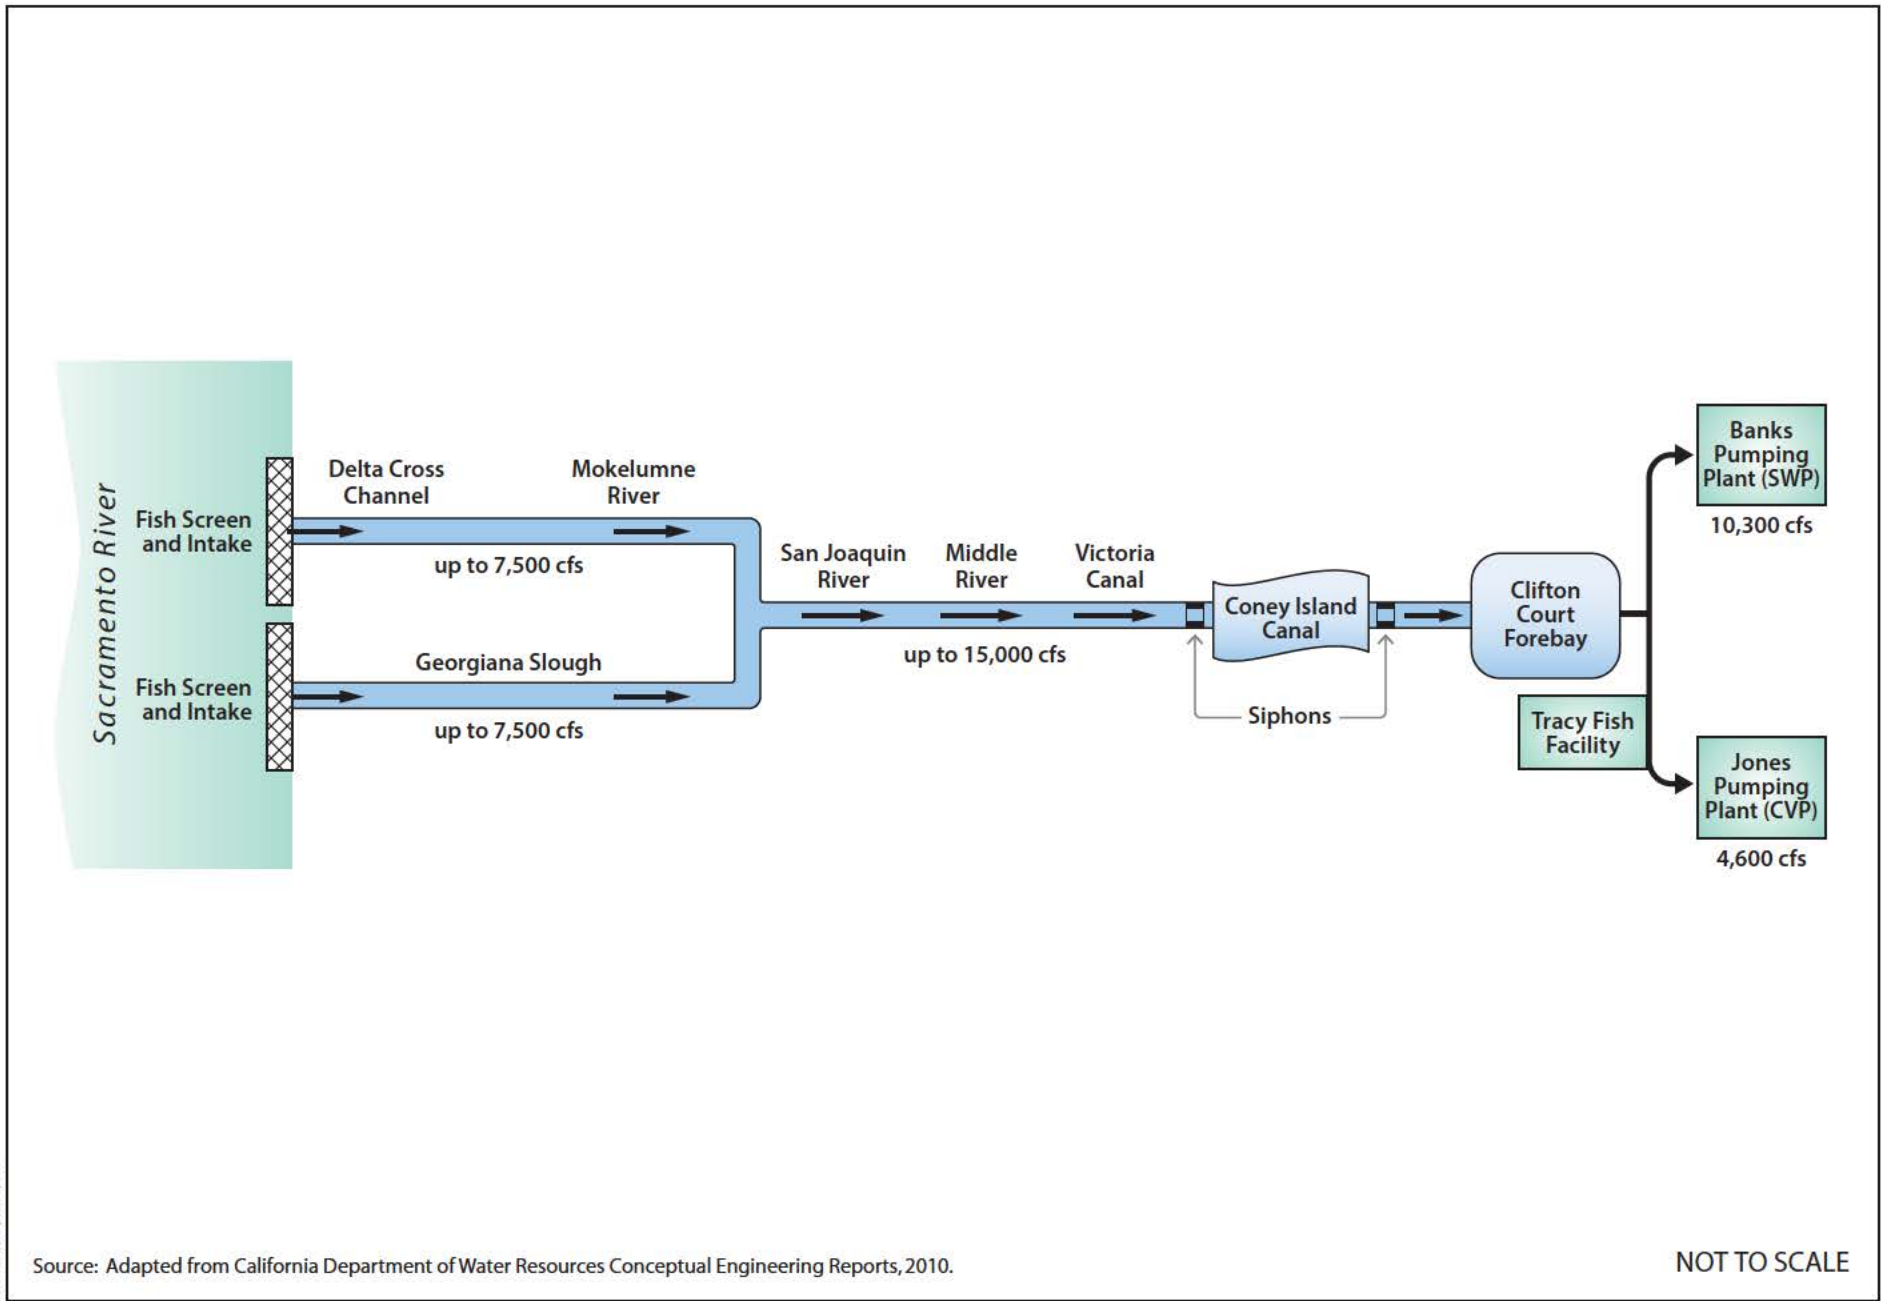 Sacramento River
Fish Screen
and Intake
Fish Screen
and Intake
Delta Cross
Channel
Mokelumne
River
up to 7,500 cfs
Georgiana Slough
up to 7,500 cfs
San Joaquin
River
Middle
River
Victoria
Canal
up to 15,000 cfs
Coney Island
Canal
Siphons
Clifton
Court
Forebay
Tracy Fish
Facility
Banks
Pumping
Plant (SWP)
10,300 cfs
Jones
Pumping
Plant (CVP)
4,600 cfs
Source: Adapted from California Department of Water Resources Conceptual Engineering Reports, 2010.
NOT TO SCALE